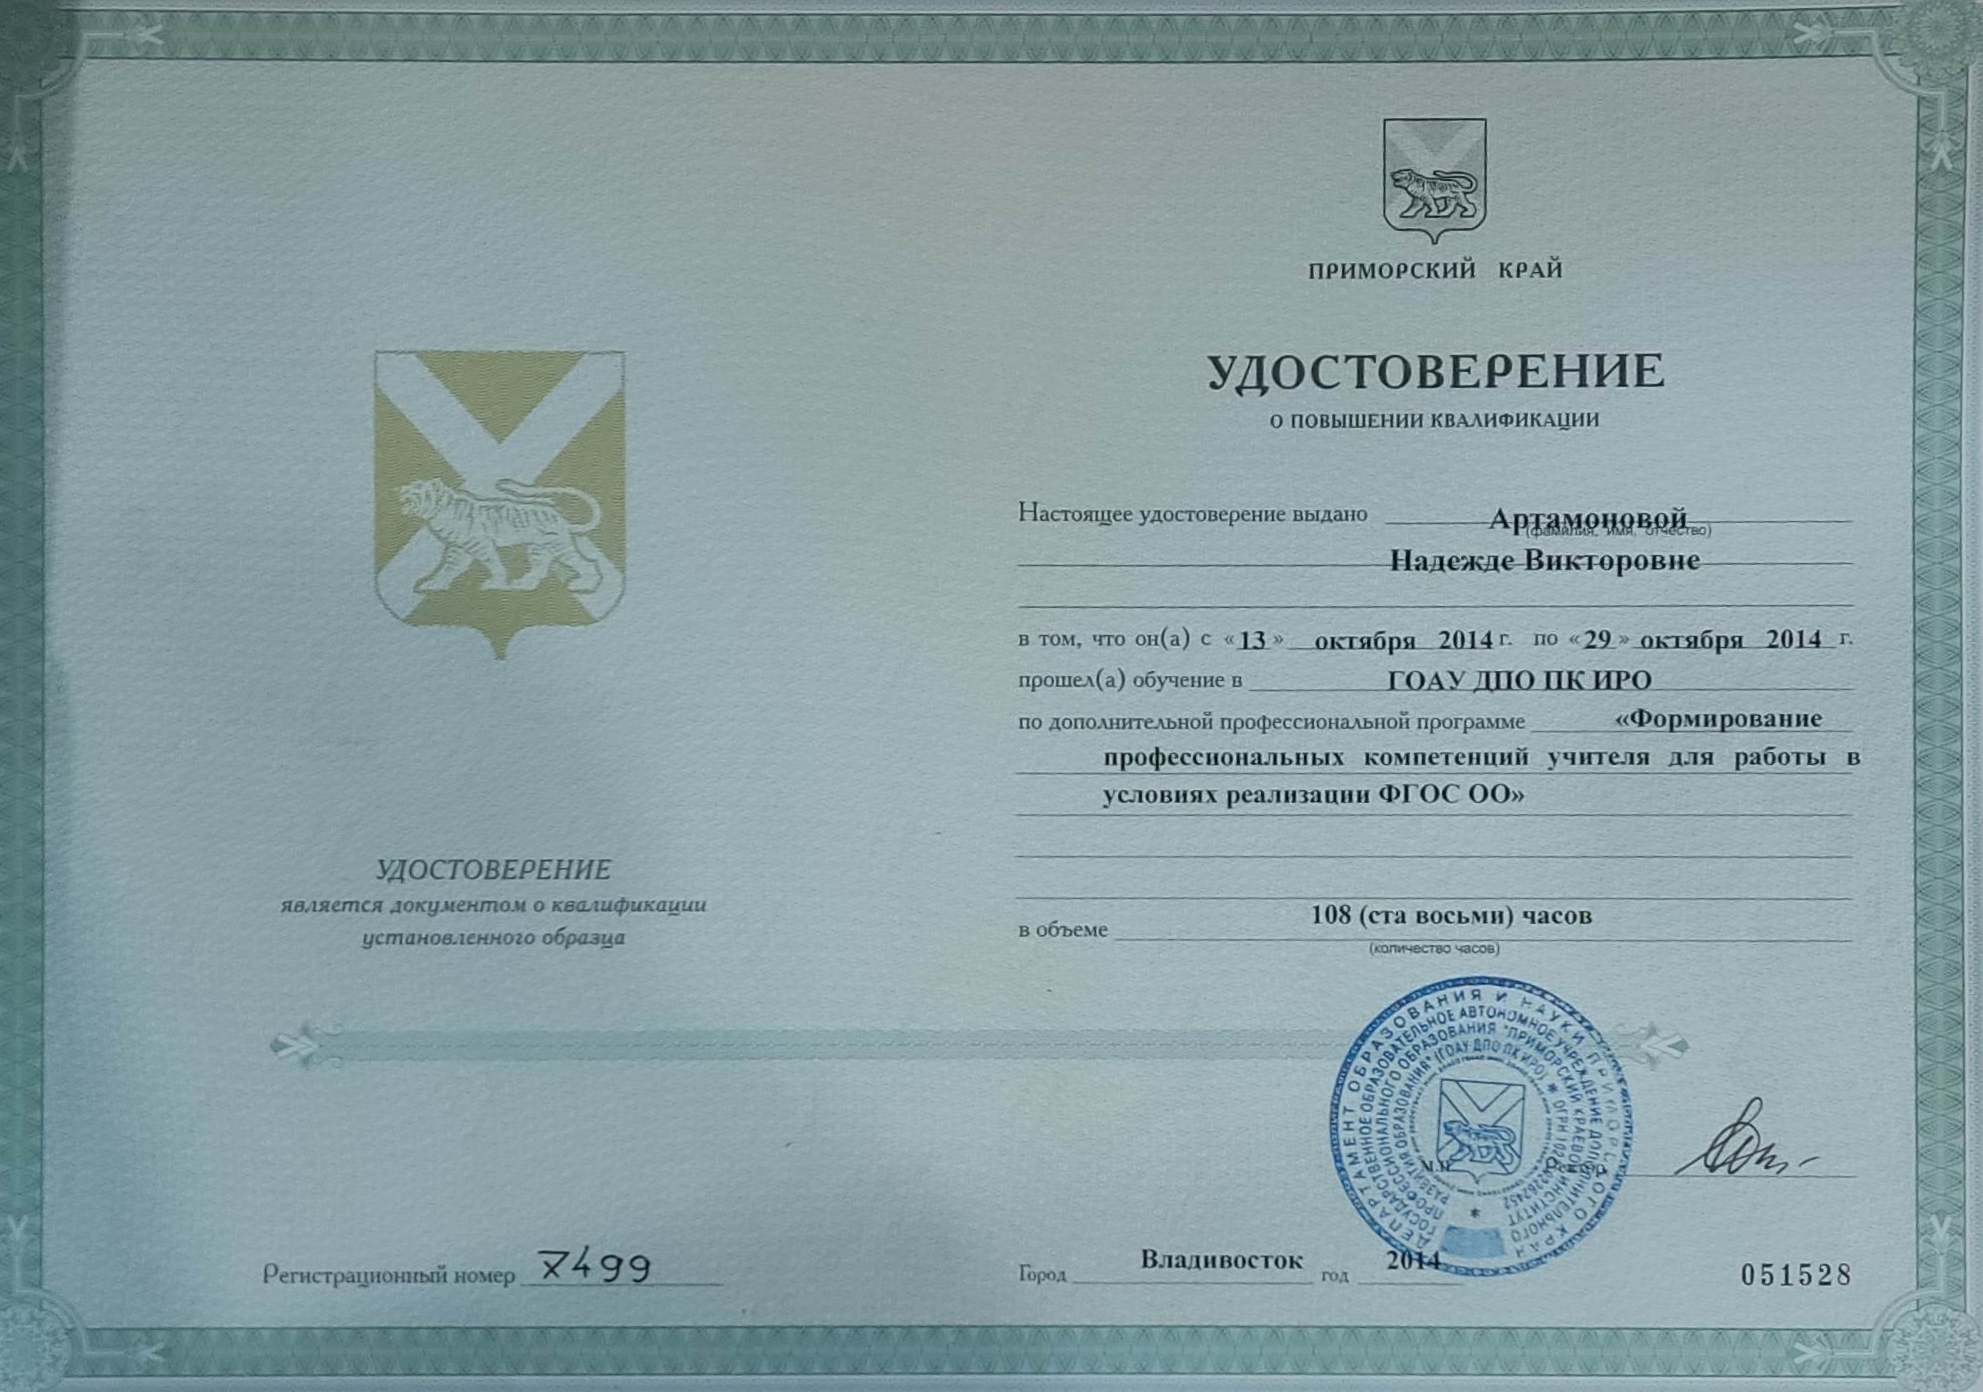 УДОСТОВЕРЕНИЕ
является документом о квалификации
установленного образца
Регистрационный номер 7499
ПРИМОРСКИЙ КРАЙ
УДОСТОВЕРЕНИЕ
О ПОВЫШЕНИИ КВАЛИФИКАЦИИ
Настоящее удостоверение выдано Артамоновой
(фамилия, имя, отчество)
Надежде Викторовне
в том, что он(а) с «13» октября 2014 г. по «29» октября 2014 г.
прошел(а) обучение в ГОАУ ДПО ПК ИРО
по дополнительной профессиональной программе «Формирование
профессиональных компетенций учителя для работы в
условиях реализации ФГОС ОО»
в объеме 108 (ста восьми) часов
(количество часов)
ДЕПАРТАМЕНТ ОБРАЗОВАНИЯ И НАУКИ ПРИМОРСКОГО КРАЯ
ГОСУДАРСТВЕННОЕ ОБРАЗОВАТЕЛЬНОЕ АВТОНОМНОЕ УЧРЕЖДЕНИЕ ДОПОЛНИТЕЛЬНОГО
ПРОФЕССИОНАЛЬНОГО ОБРАЗОВАНИЯ "ПРИМОРСКИЙ КРАЕВОЙ ИНСТИТУТ
РАЗВИТИЯ ОБРАЗОВАНИЯ" (ГОАУ ДПО ПК ИРО)
Город Владивосток год 2014
051528